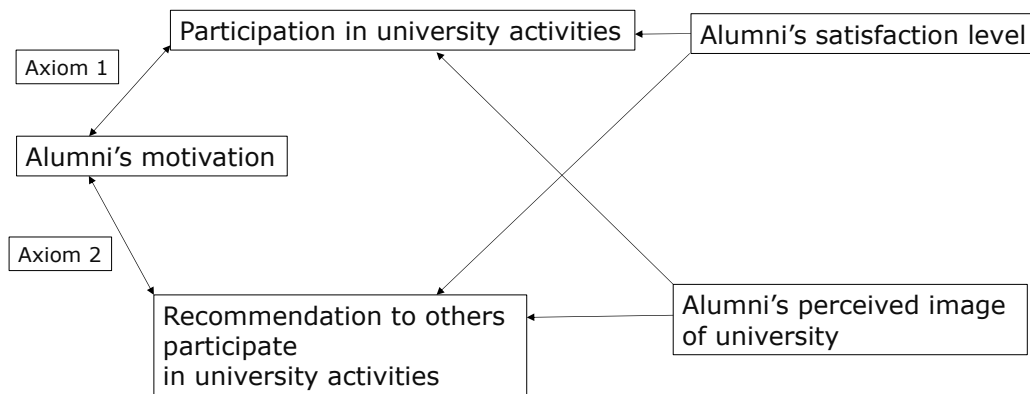 Participation in university activities
Alumni’s satisfaction level
Axiom 1
Alumni’s motivation
Axiom 2
Recommendation to others
participate
in university activities
Alumni’s perceived image
of university